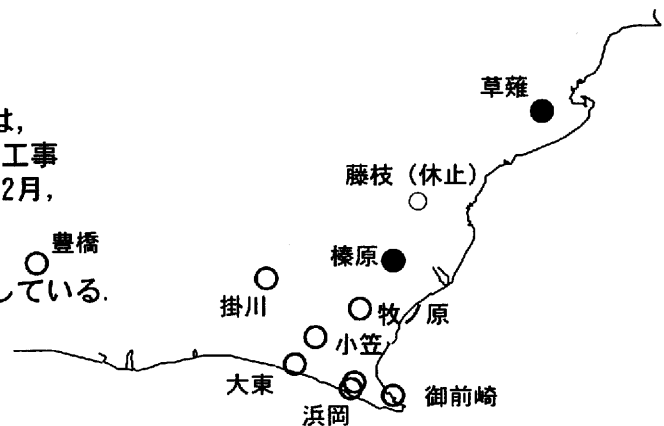 は,
工事
2月,
している.
草薙
藤枝（休止）
豊橋
榛原
掛川
牧ノ原
小笠
大東
浜岡
御前崎